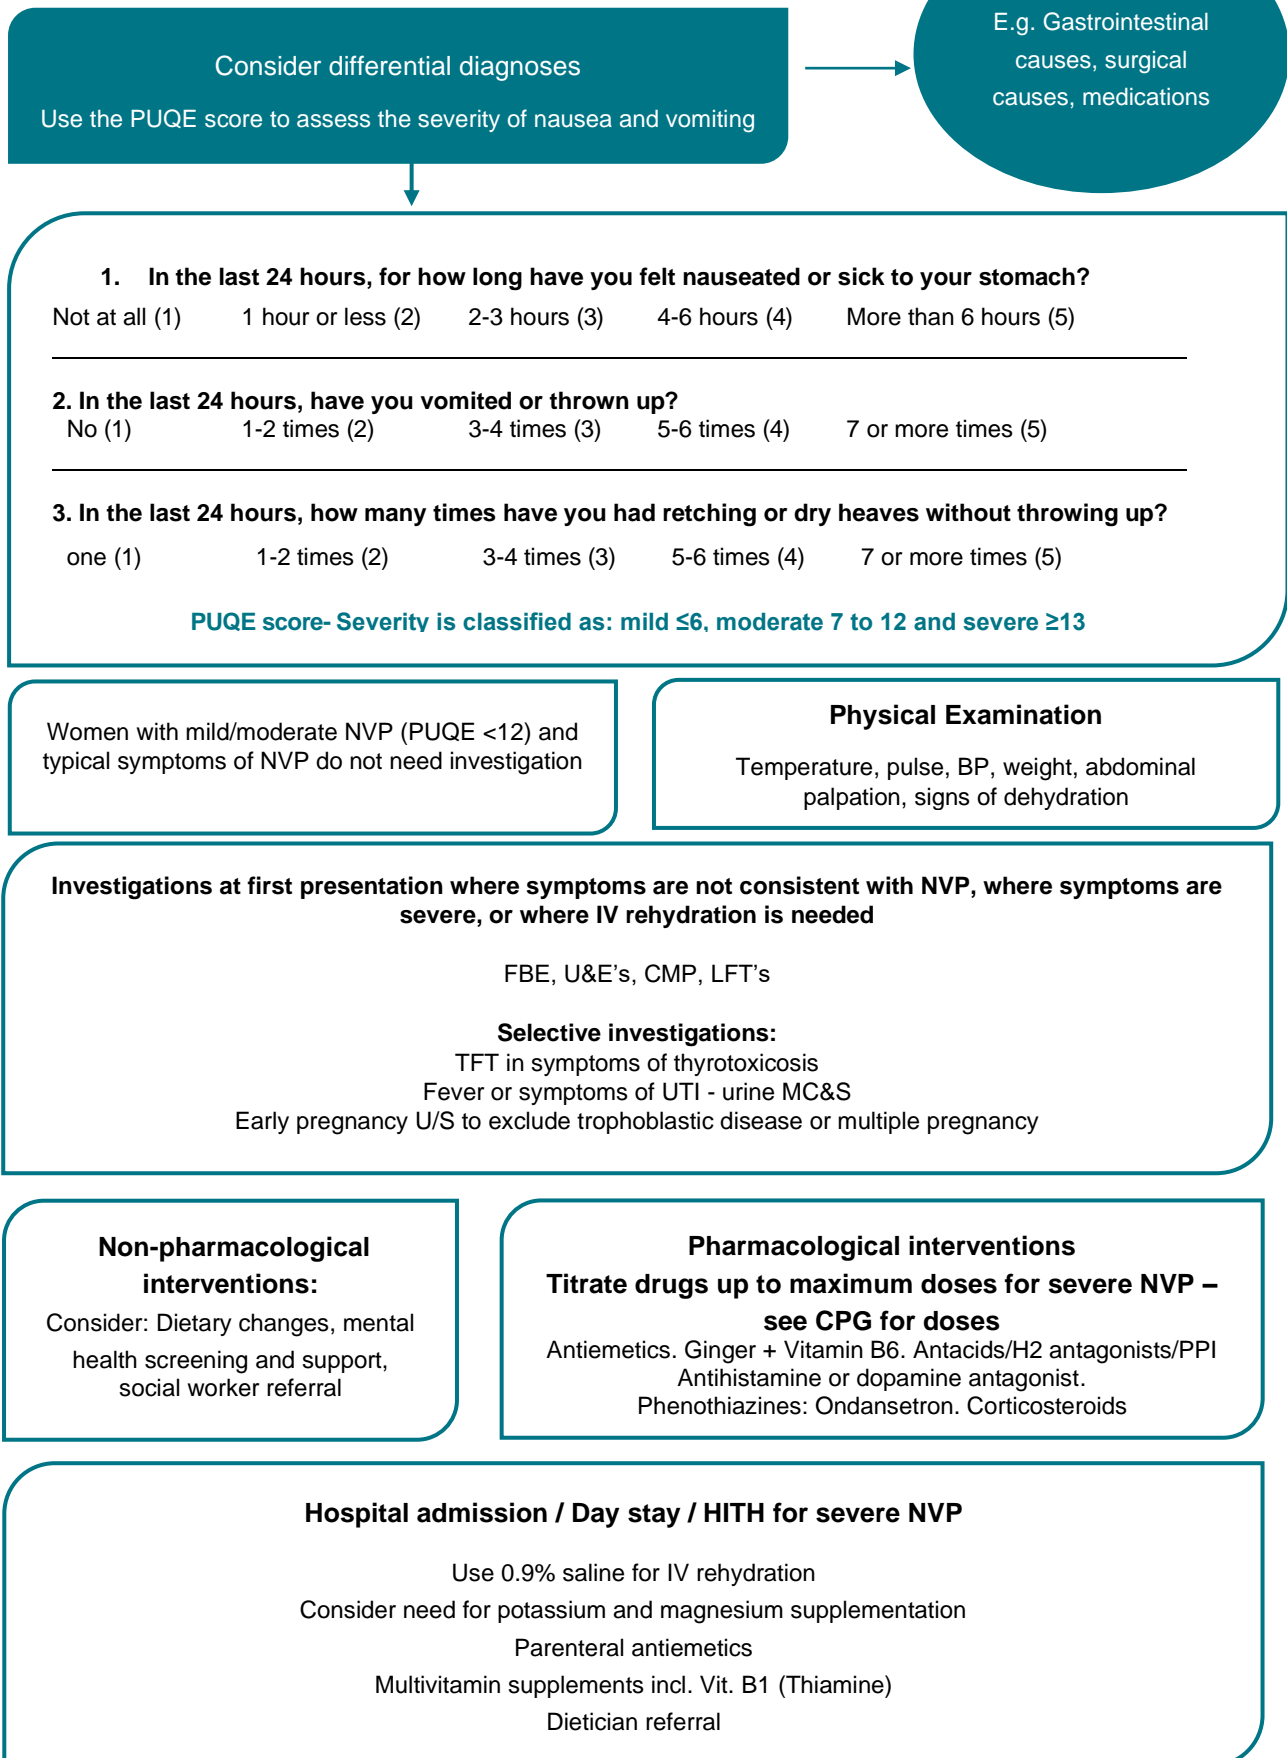 Consider differential diagnoses
Use the PUQE score to assess the severity of nausea and vomiting
E.g. Gastrointestinal
causes, surgical
causes, medications
1. In the last 24 hours, for how long have you felt nauseated or sick to your stomach?
Not at all (1) 1 hour or less (2) 2-3 hours (3) 4-6 hours (4) More than 6 hours (5)
2. In the last 24 hours, have you vomited or thrown up?
No (1) 1-2 times (2) 3-4 times (3) 5-6 times (4) 7 or more times (5)
3. In the last 24 hours, how many times have you had retching or dry heaves without throwing up?
one (1) 1-2 times (2) 3-4 times (3) 5-6 times (4) 7 or more times (5)
PUQE score- Severity is classified as: mild ≤6, moderate 7 to 12 and severe ≥13
Women with mild/moderate NVP (PUQE <12) and
typical symptoms of NVP do not need investigation
Physical Examination
Temperature, pulse, BP, weight, abdominal
palpation, signs of dehydration
Investigations at first presentation where symptoms are not consistent with NVP, where symptoms are
severe, or where IV rehydration is needed
FBE, U&E’s, CMP, LFT’s
Selective investigations:
TFT in symptoms of thyrotoxicosis
Fever or symptoms of UTI - urine MC&S
Early pregnancy U/S to exclude trophoblastic disease or multiple pregnancy
Non-pharmacological
interventions:
Consider: Dietary changes, mental
health screening and support,
social worker referral
Pharmacological interventions
Titrate drugs up to maximum doses for severe NVP –
see CPG for doses
Antiemetics. Ginger + Vitamin B6. Antacids/H2 antagonists/PPI
Antihistamine or dopamine antagonist.
Phenothiazines: Ondansetron. Corticosteroids
Hospital admission / Day stay / HITH for severe NVP
Use 0.9% saline for IV rehydration
Consider need for potassium and magnesium supplementation
Parenteral antiemetics
Multivitamin supplements incl. Vit. B1 (Thiamine)
Dietician referral